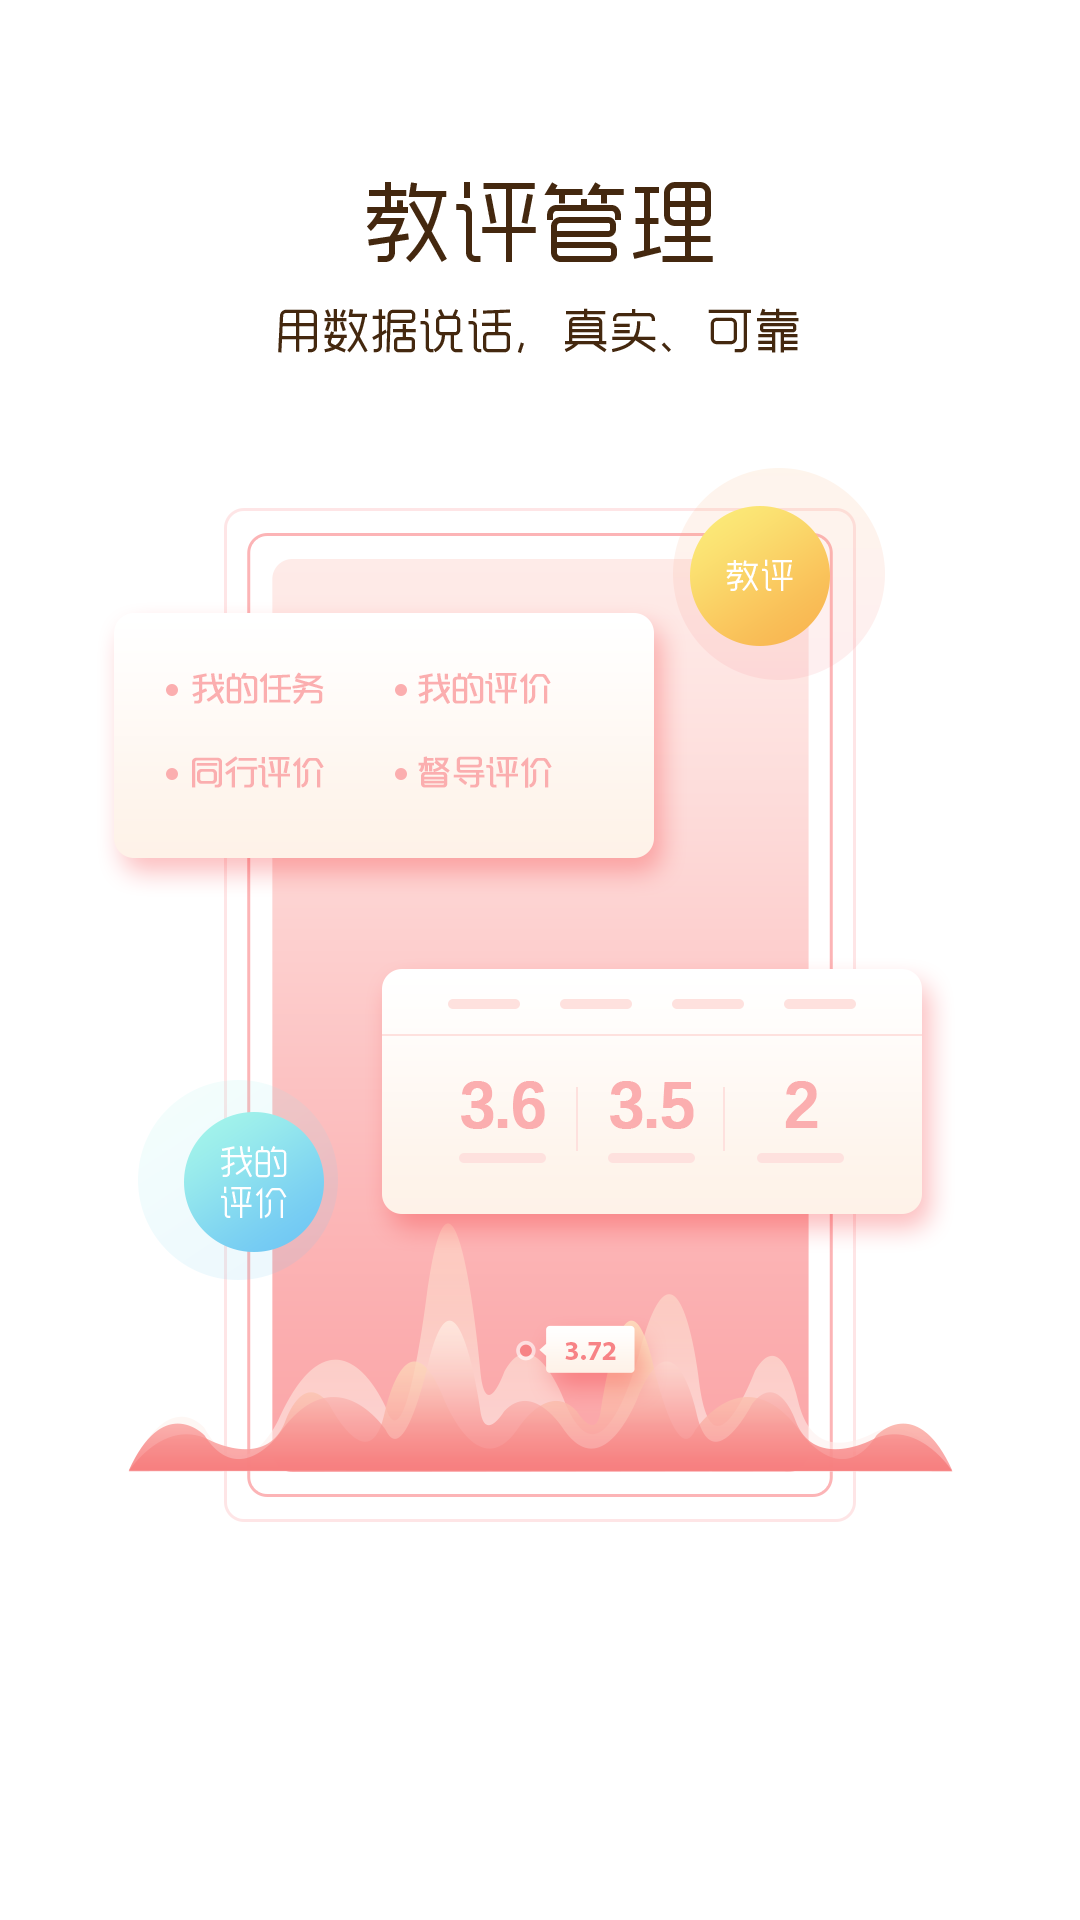 教评管理
用数据说话，真实、可靠
教评
我的任务 我的评价
同行评价 督导评价
3.6 3.5 2
我的
评价
3.72